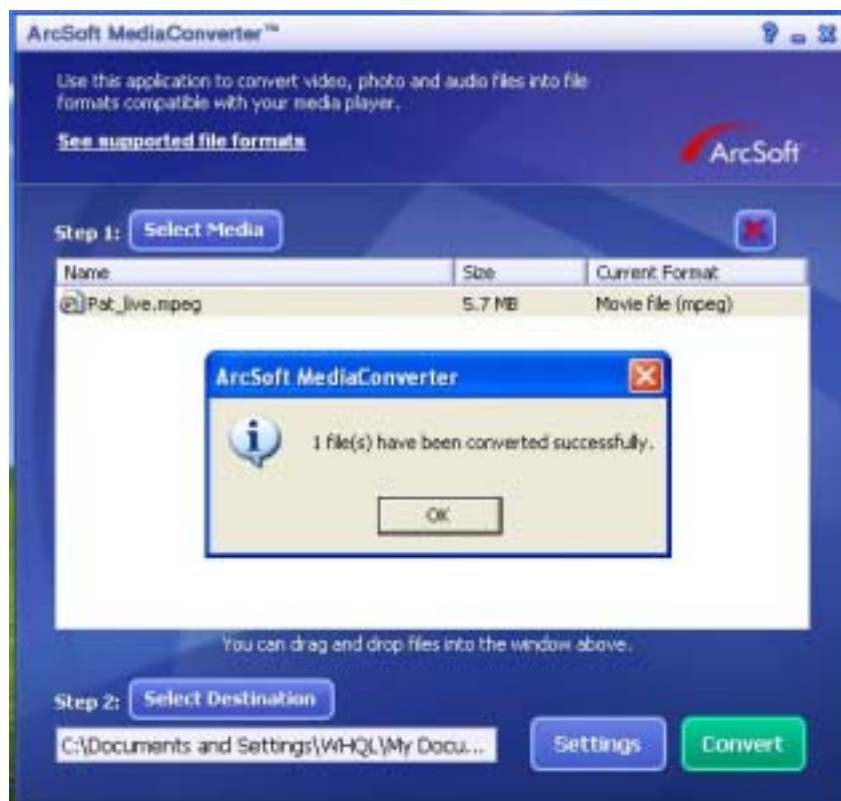 ArcSoft MediaConverter™
Use this application to convert video, photo and audio files into file
formats compatible with your media player.
See supported file formats
ArcSoft
Step 1: Select Media
Name Size Current Format
Pat_live.mpeg 5.7 MB Movie file (mpeg)
ArcSoft MediaConverter
1 file(s) have been converted successfully.
OK
You can drag and drop files into the window above.
Step 2: Select Destination
C:\Documents and Settings\WHQL\My Docu...
Settings Convert